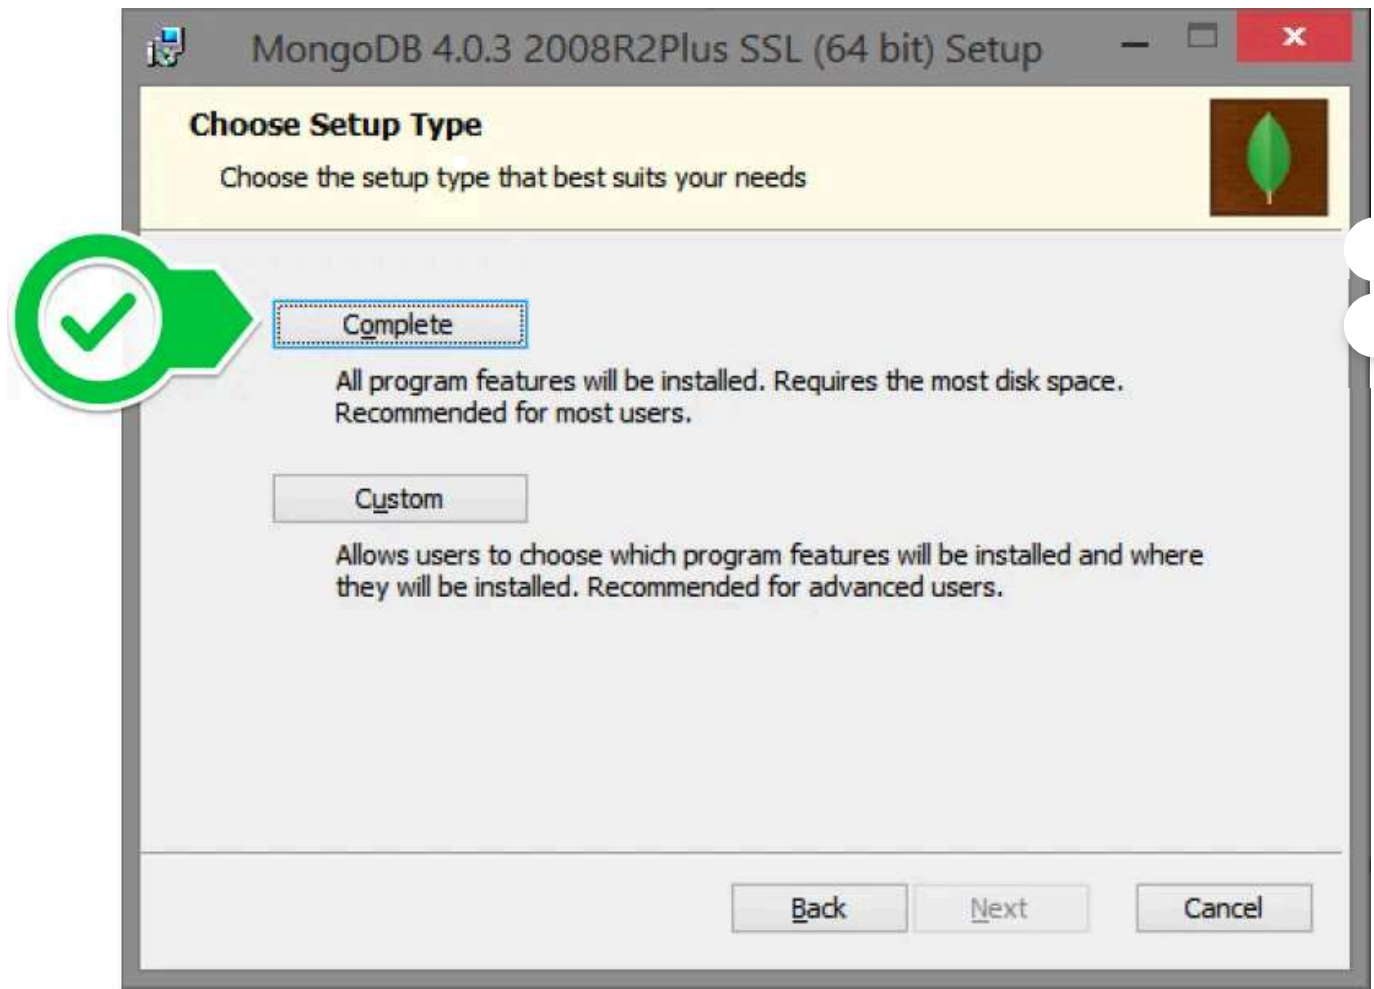 MongoDB 4.0.3 2008R2Plus SSL (64 bit) Setup
Choose Setup Type
Choose the setup type that best suits your needs
Complete
All program features will be installed. Requires the most disk space.
Recommended for most users.
Custom
Allows users to choose which program features will be installed and where
they will be installed. Recommended for advanced users.
Back Next Cancel